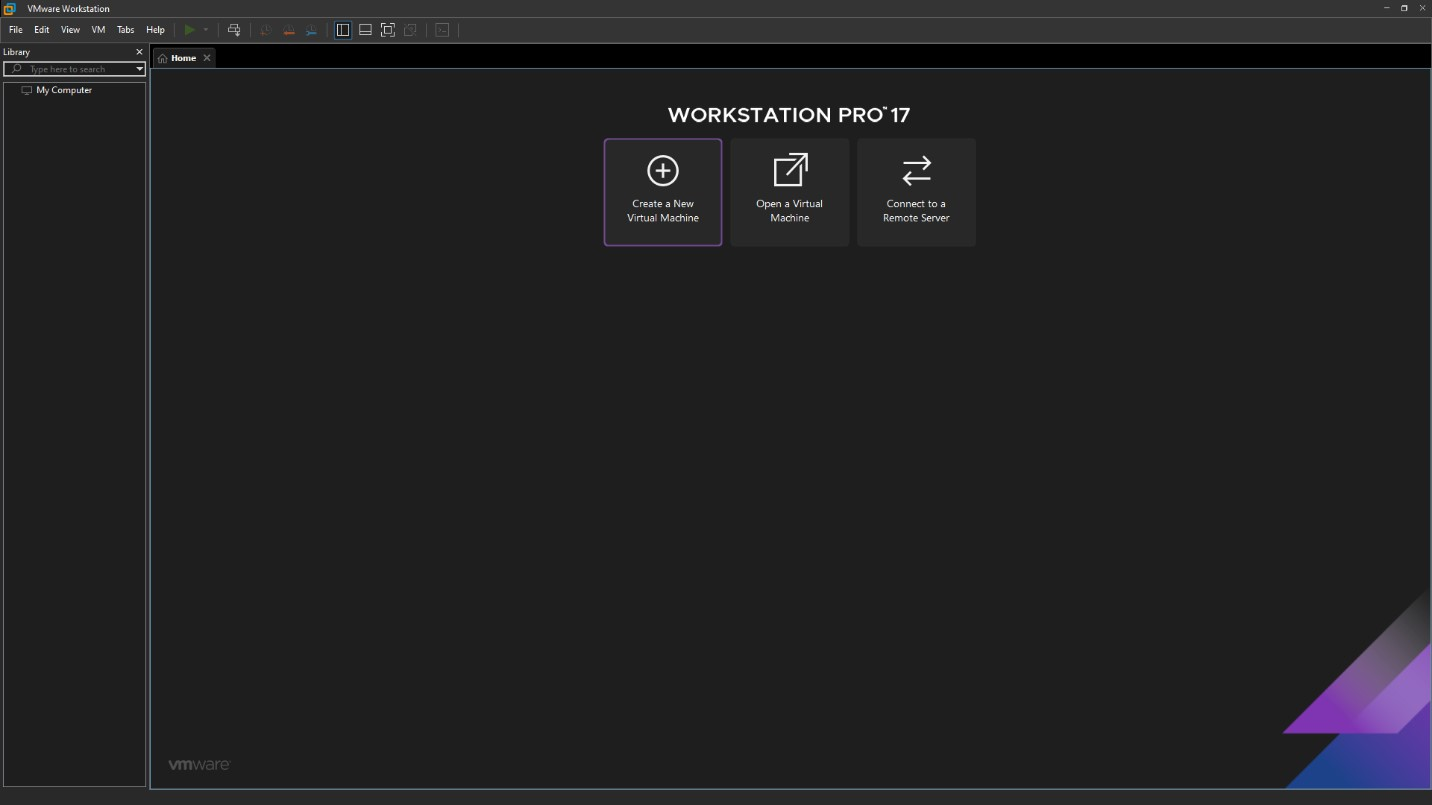 VMware Workstation
File Edit View VM Tabs Help
Library
Type here to search
My Computer
Home
WORKSTATION PRO™ 17
Create a New
Virtual Machine
Open a Virtual
Machine
Connect to a
Remote Server
vmware